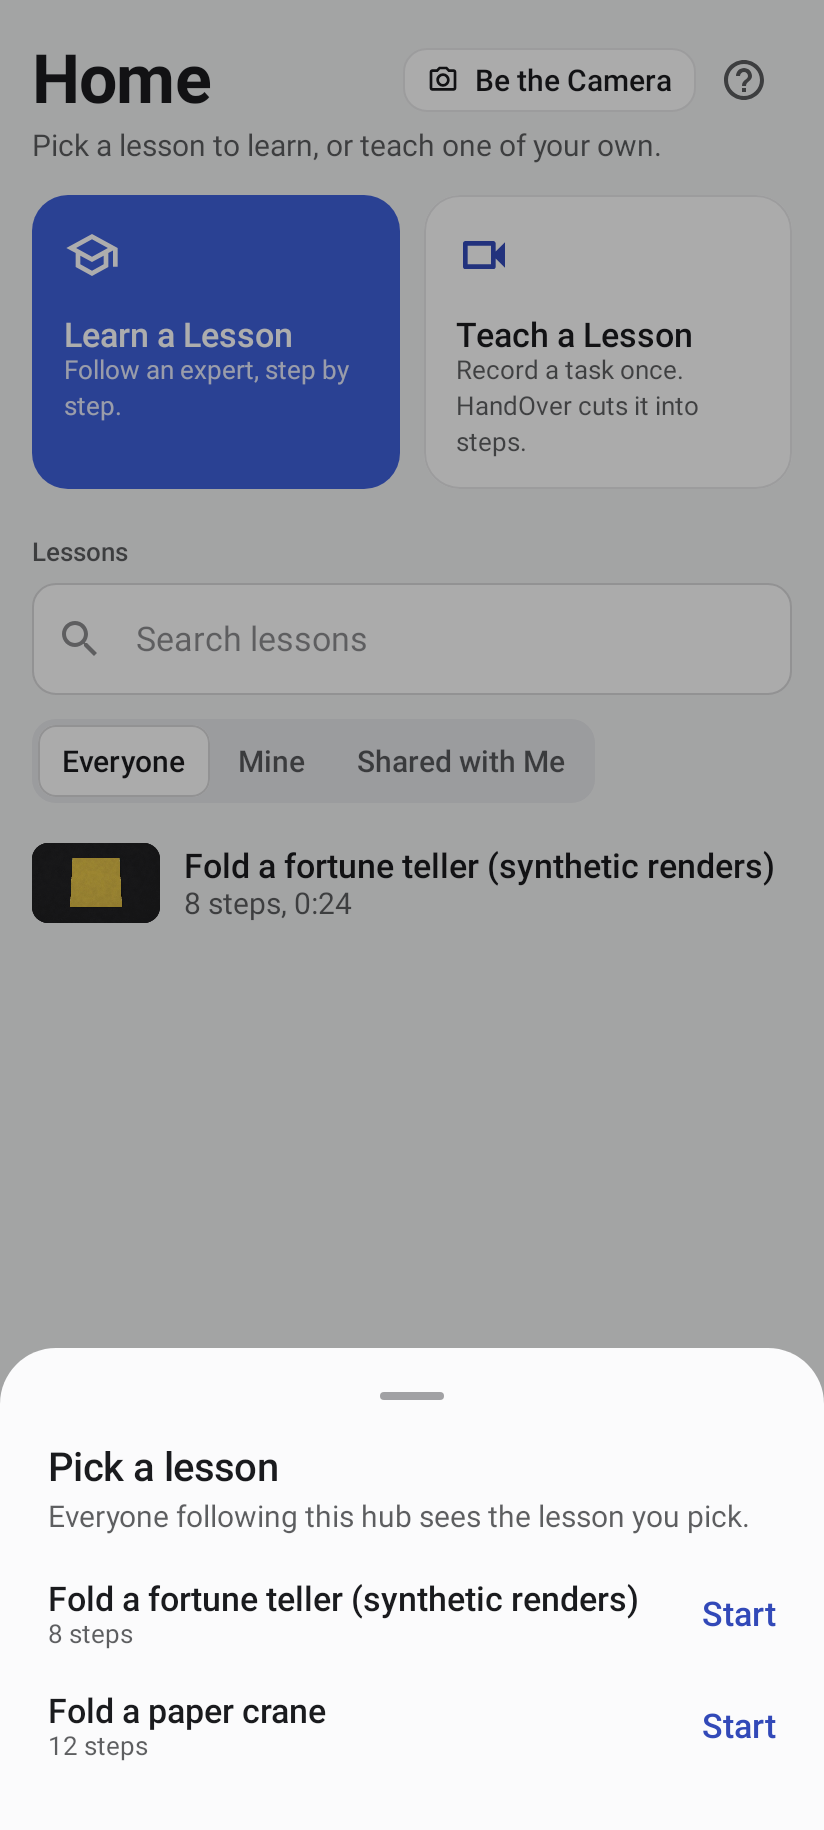 Home
Be the Camera
Pick a lesson to learn, or teach one of your own.
Learn a Lesson
Follow an expert, step by
step.
Teach a Lesson
Record a task once.
HandOver cuts it into
steps.
Lessons
Search lessons
Everyone
Mine
Shared with Me
Fold a fortune teller (synthetic renders)
8 steps, 0:24
Pick a lesson
Everyone following this hub sees the lesson you pick.
Fold a fortune teller (synthetic renders)
8 steps
Start
Fold a paper crane
12 steps
Start